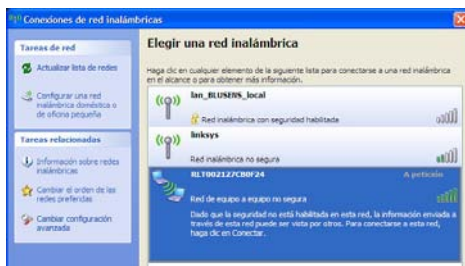 Conexiones de red inalámbricas
Tareas de red
Actualizar lista de redes
Configurar una red
inalámbrica doméstica o
de oficina pequeña
Tareas relacionadas
Información sobre redes
inalámbricas
Cambiar el orden de las
redes preferidas
Cambiar configuración
avanzada
Elegir una red inalámbrica
Haga clic en cualquier elemento de la siguiente lista para conectarse a una red inalámbrica
en el alcance o para obtener más información.
lan_BLUSENS_local
Red inalámbrica con seguridad habilitada
linksys
Red inalámbrica no segura
RLT002127CB0F24 A petición
Red de equipo a equipo no segura
Dado que la seguridad no está habilitada en esta red, la información enviada a
través de esta red puede ser vista por otros. Para conectarse a esta red,
haga clic en Conectar.